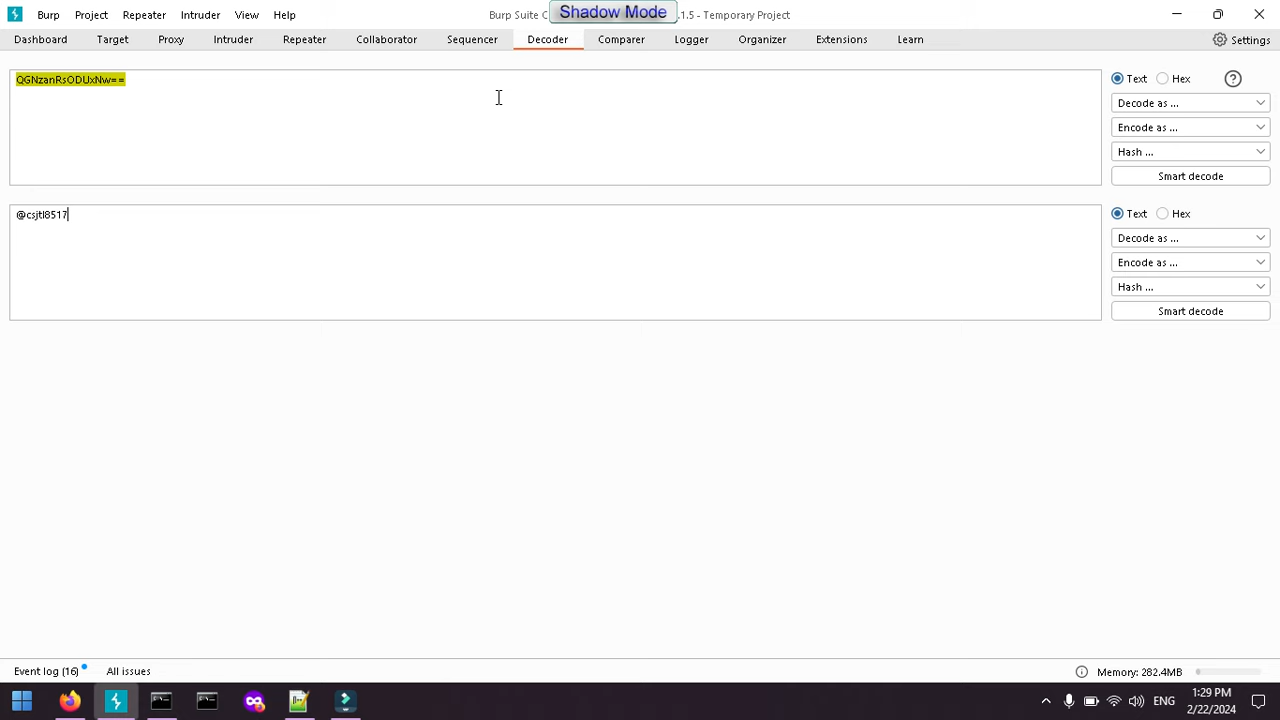 Burp Project Repeater Intruder View Help Burp Suite C Shadow Mode .1.5 - Temporary Project
Dashboard Target Proxy Intruder Repeater Collaborator Sequencer Decoder Comparer Logger Organizer Extensions Learn Settings
QGNzanRsODUxNw==
Text Hex ?
Decode as ...
Encode as ...
Hash ...
Smart decode
@csjtl8517
Text Hex
Decode as ...
Encode as ...
Hash ...
Smart decode
Event log (16) All issues Memory: 282.4MB
ENG 1:29 PM
2/22/2024